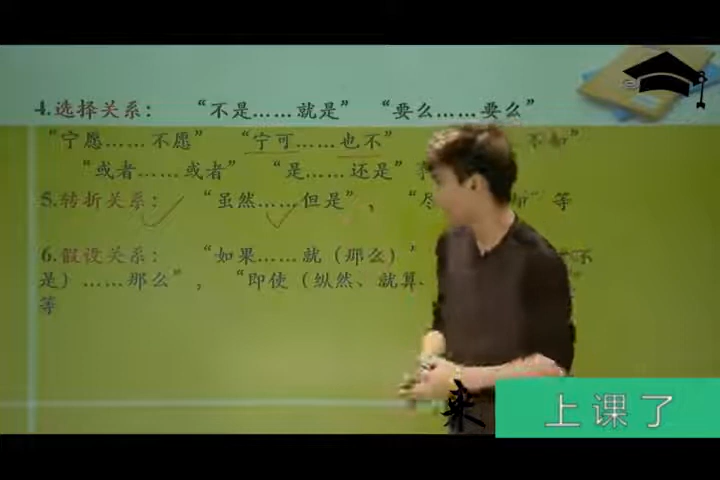 4.选择关系： “不是……就是” “要么……要么”
“宁愿……不愿” “宁可……也不”
“或者……或者” “是……还是”
5.转折关系： “虽然……但是”， “尽 等
6.假设关系： “如果……就（那么） 不
是）……那么”， “即使（纵然、就算
等
来
上课了